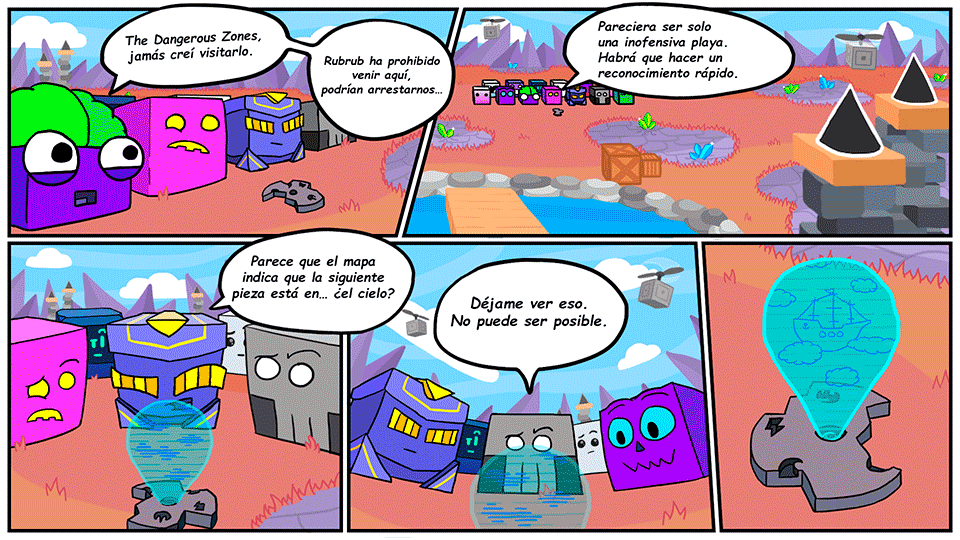 The Dangerous Zones,
jamás creí visitarlo.
Rubrub ha prohibido
venir aquí,
podrían arrestarnos...
Pareciera ser solo
una inofensiva playa.
Habrá que hacer un
reconocimiento rápido.
Parece que el mapa
indica que la siguiente
pieza está en... ¿el cielo?
Déjame ver eso.
No puede ser posible.